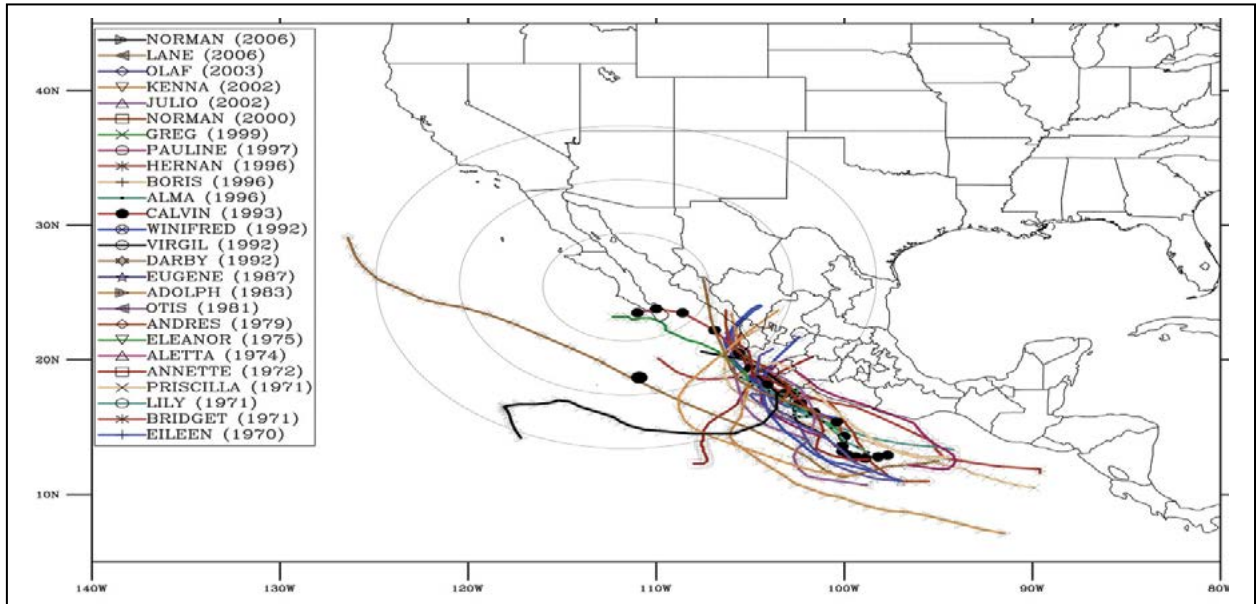 NORMAN (2006)
LANE (2006)
OLAF (2003)
KENNA (2002)
JULIO (2002)
NORMAN (2000)
GREG (1999)
PAULINE (1997)
HERNAN (1996)
BORIS (1996)
ALMA (1996)
CALVIN (1993)
WINIFRED (1992)
VIRGIL (1992)
DARBY (1992)
EUGENE (1987)
ADOLPH (1983)
OTIS (1981)
ANDRES (1979)
ELEANOR (1975)
ALETTA (1974)
ANNETTE (1972)
PRISCILLA (1971)
LILY (1971)
BRIDGET (1971)
EILEEN (1970)
40N
30N
20N
10N
140W 130W 120W 110W 100W 90W 80W